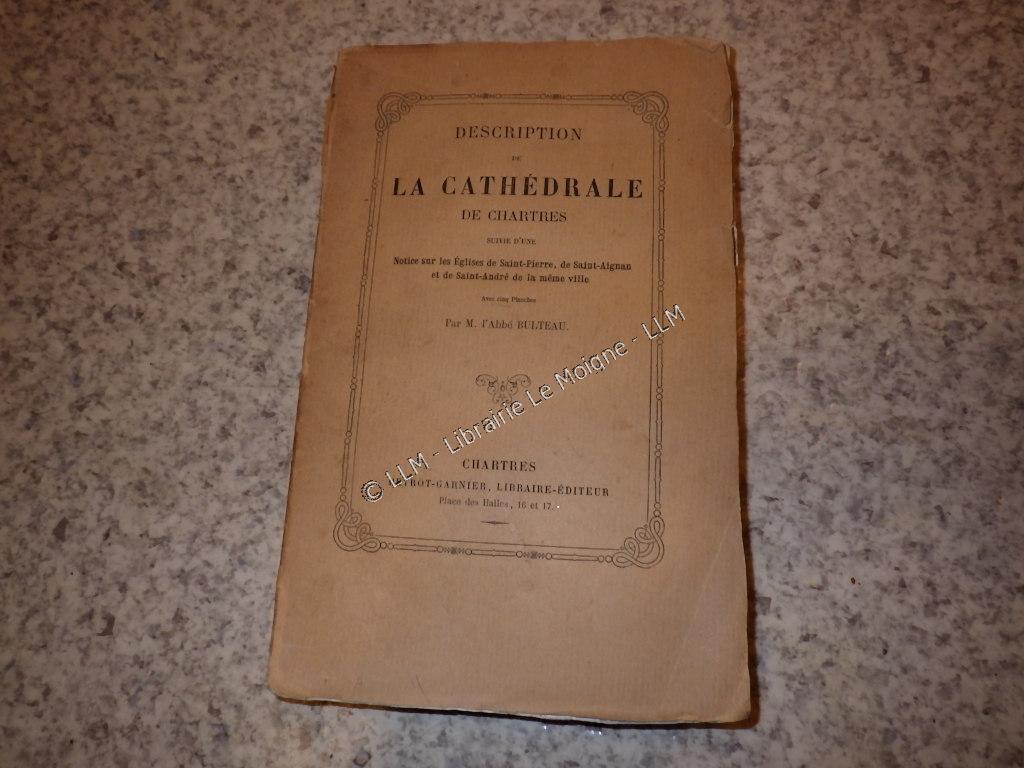 DESCRIPTION
DE
LA CATHÉDRALE
DE CHARTRES
SUIVIE D'UNE
Notice sur les Églises de Saint-Pierre, de Saint-Aignan
et de Saint-André de la même ville
Avec cinq Planches
Par M. l'Abbé BULTEAU.
© LLM - Librairie Le Moigne - LLM
CHARTRES
LIBRAIRE-ÉDITEUR
Place des Halles, 16 et 17.